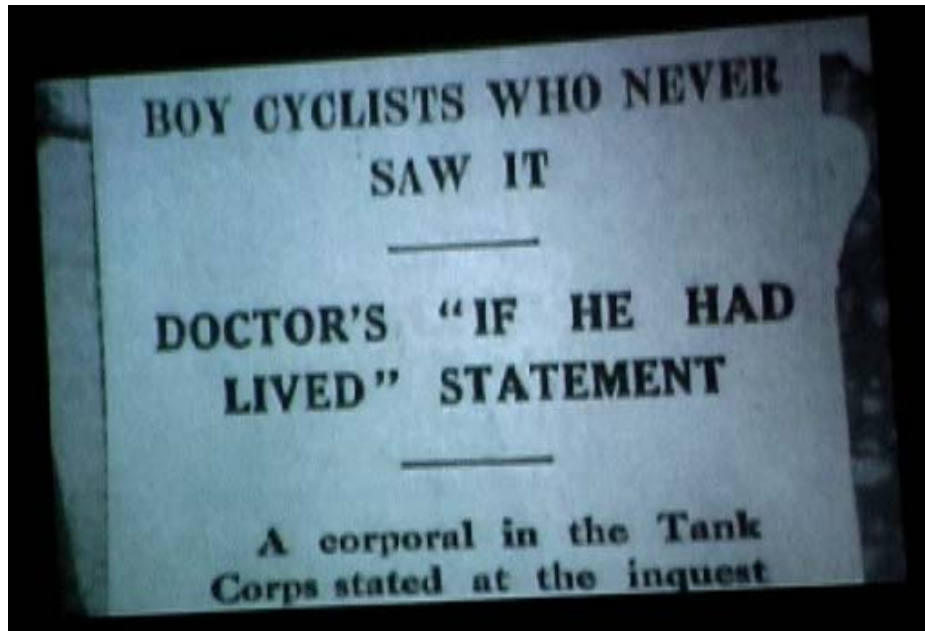 BOY CYCLISTS WHO NEVER
SAW IT
DOCTOR'S "IF HE HAD
LIVED" STATEMENT
A corporal in the Tank
Corps stated at the inquest